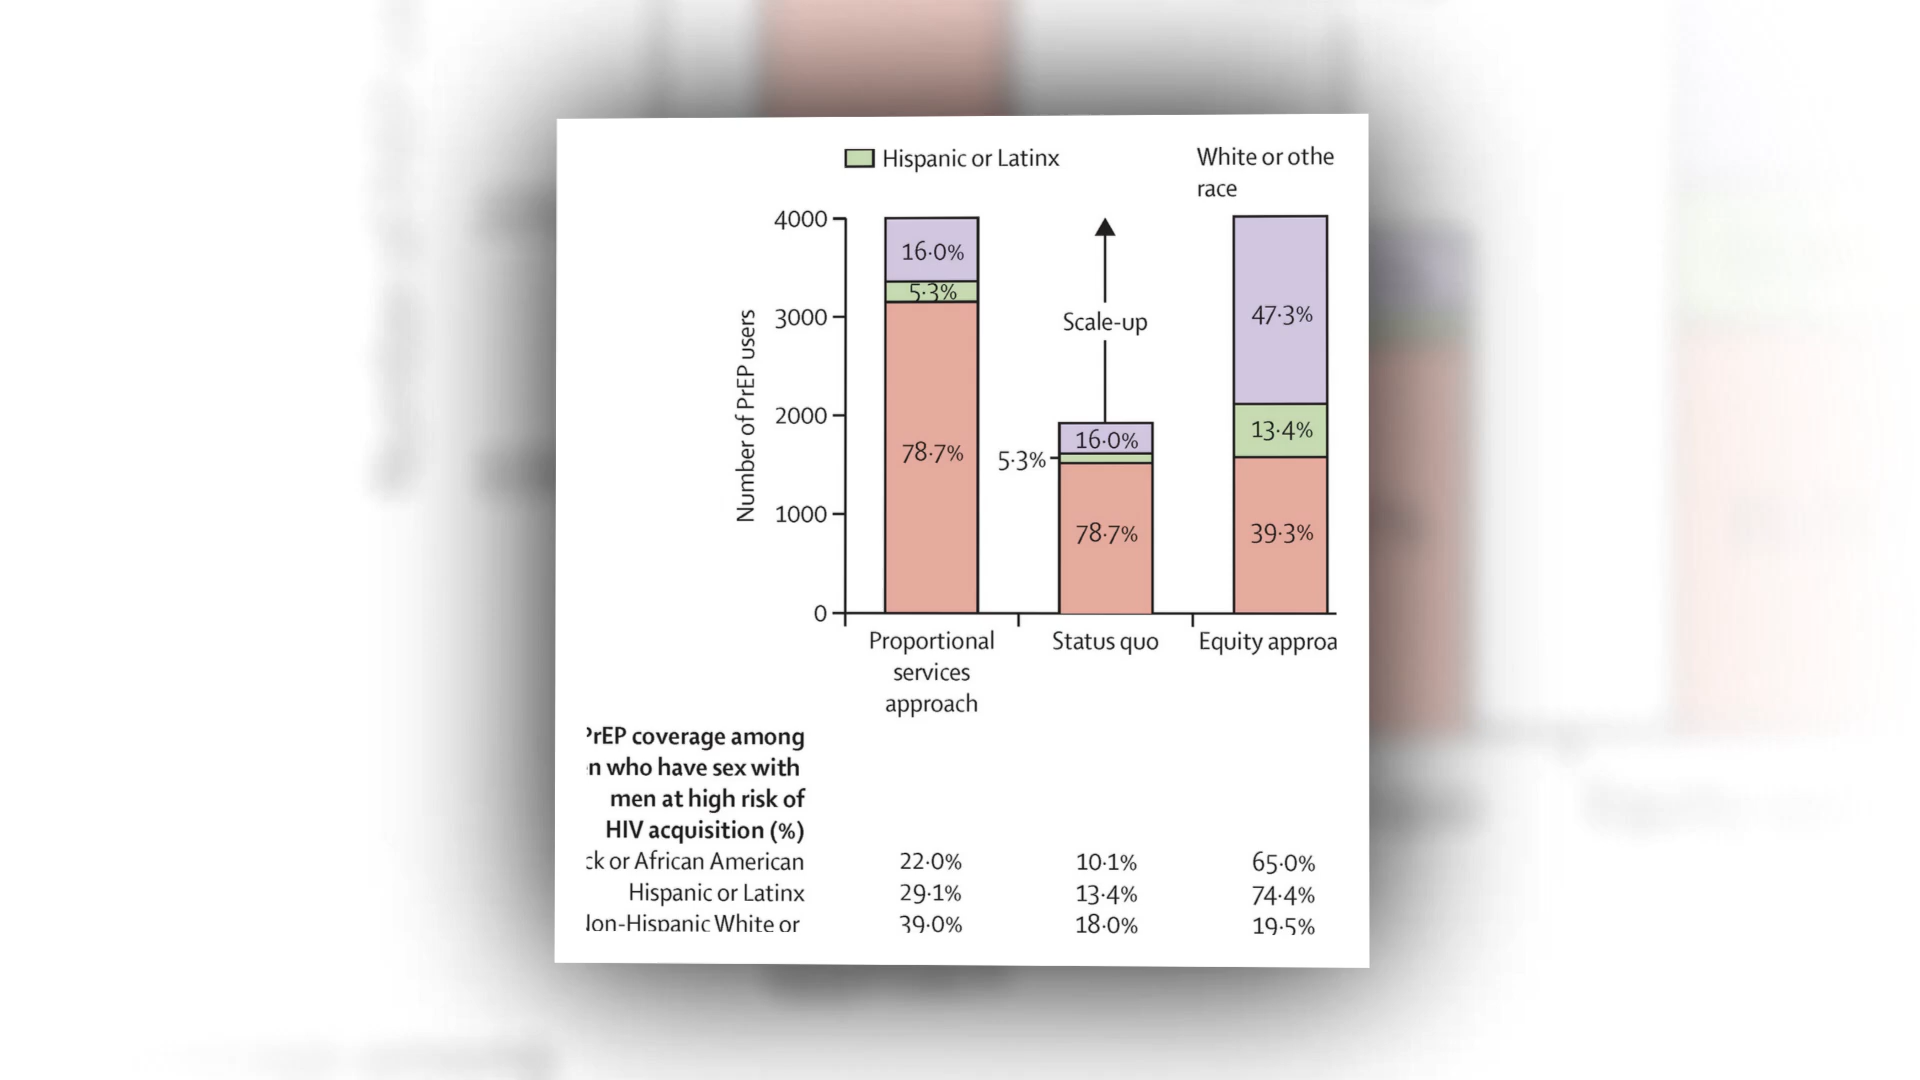 Hispanic or Latinx
White or othe
race
4000
3000
2000
1000
0
Number of PrEP users
16·0%
5·3%
78·7%
Scale-up
16·0%
5·3%
78·7%
47·3%
13·4%
39·3%
Proportional
services
approach
Status quo
Equity approa
PrEP coverage among
n who have sex with
men at high risk of
HIV acquisition (%)
ck or African American 22·0% 10·1% 65·0%
Hispanic or Latinx 29·1% 13·4% 74·4%
Non-Hispanic White or 39·0% 18·0% 19·5%